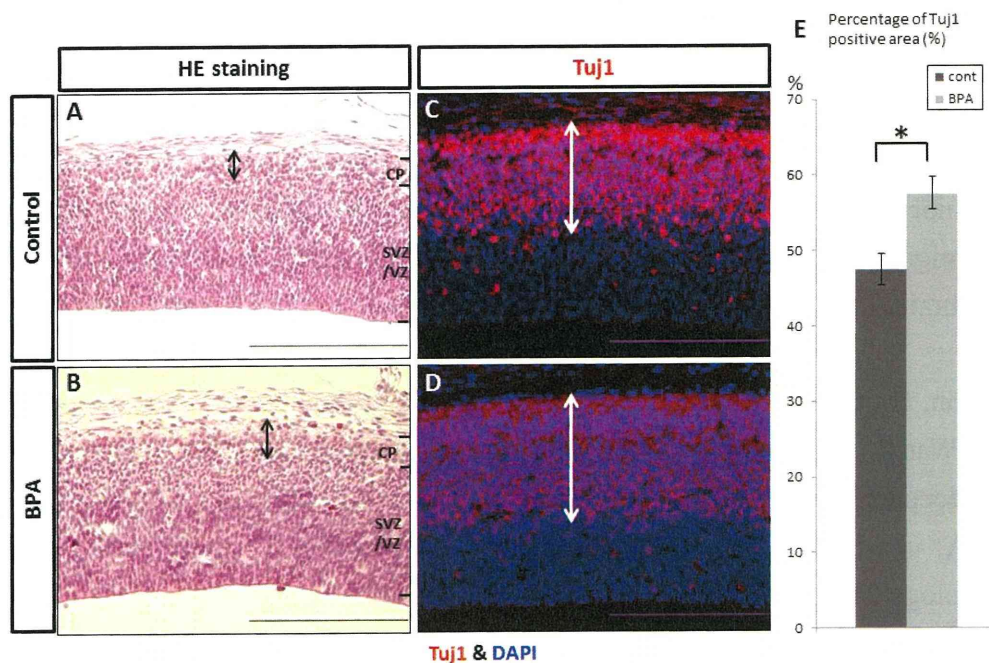 HE staining
Tuj1
Control
BPA
A
CP
SVZ
/VZ
B
CP
SVZ
/VZ
C
D
Tuj1 & DAPI
E
Percentage of Tuj1
positive area (%)
cont
BPA
%
70
60
50
40
30
20
10
0
*